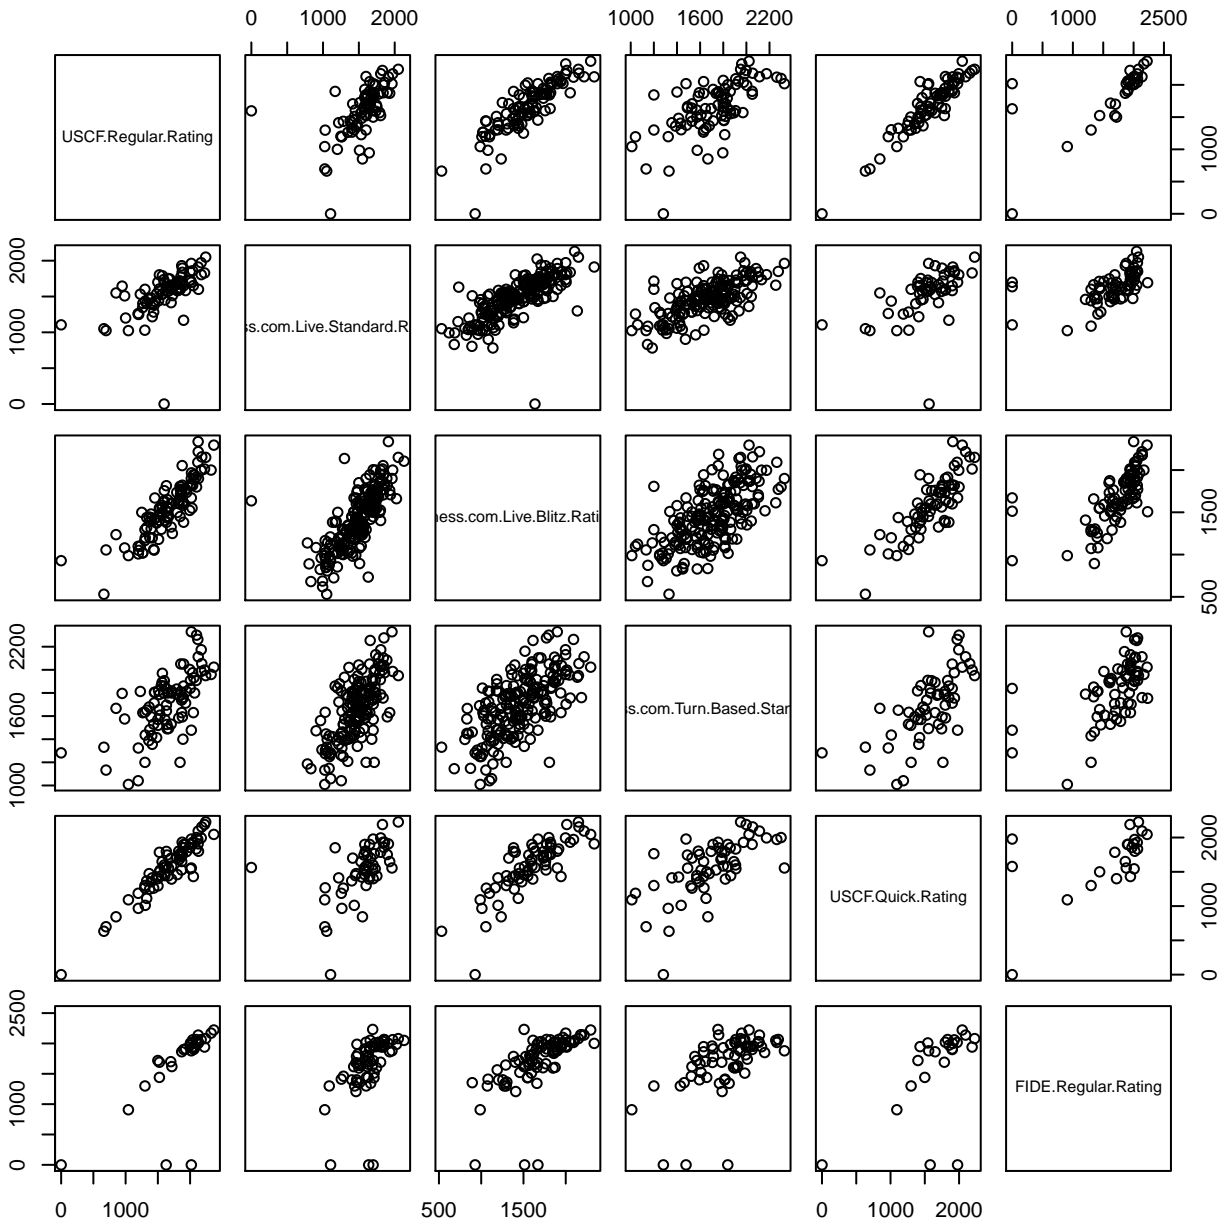 0 1000 2000 1000 1600 2200 0 1000 2500
USCF.Regular.Rating
0 1000
0 1000 2000
ss.com.Live.Standard.R
ness.com.Live.Blitz.Rati
500 1500
1000 1600 2200
ss.com.Turn.Based.Star
USCF.Quick.Rating
0 1000 2000
0 1000 2500
FIDE.Regular.Rating
0 1000 500 1500 0 1000 2000